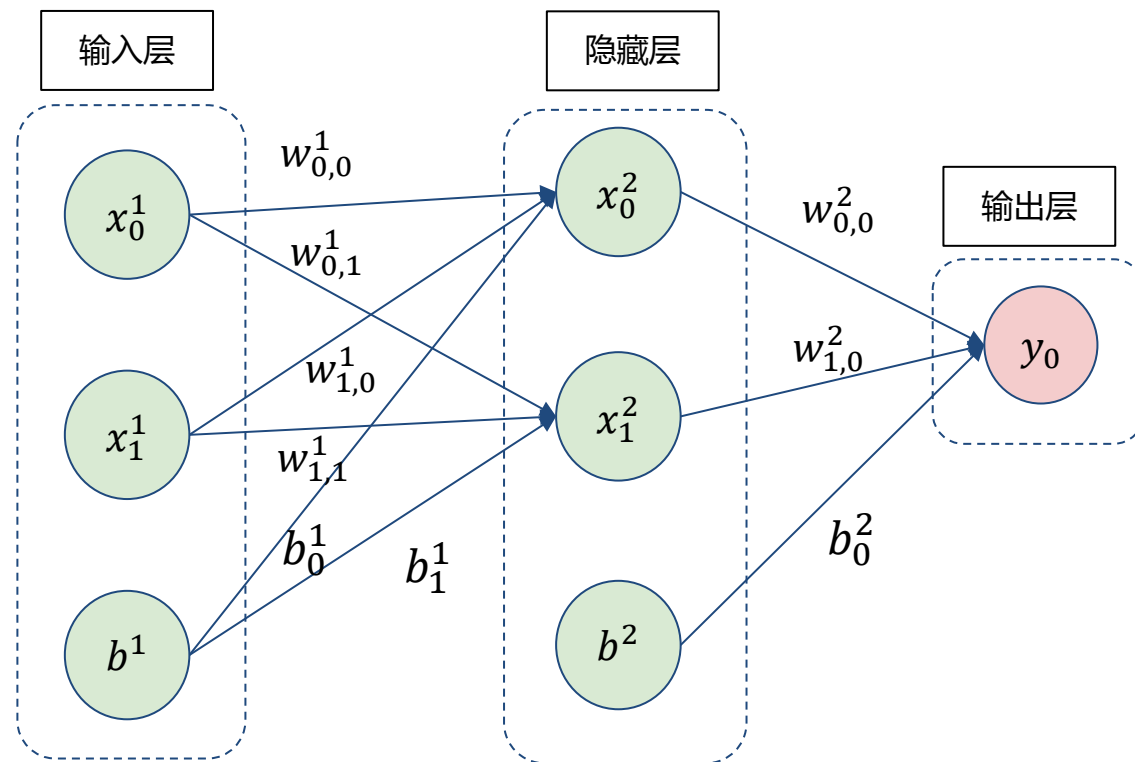 输入层
隐藏层
输出层
x_0^1
x_1^1
b^1
w_{0,0}^1
w_{0,1}^1
w_{1,0}^1
w_{1,1}^1
b_0^1
b_1^1
x_0^2
x_1^2
b^2
w_{0,0}^2
w_{1,0}^2
b_0^2
y_0